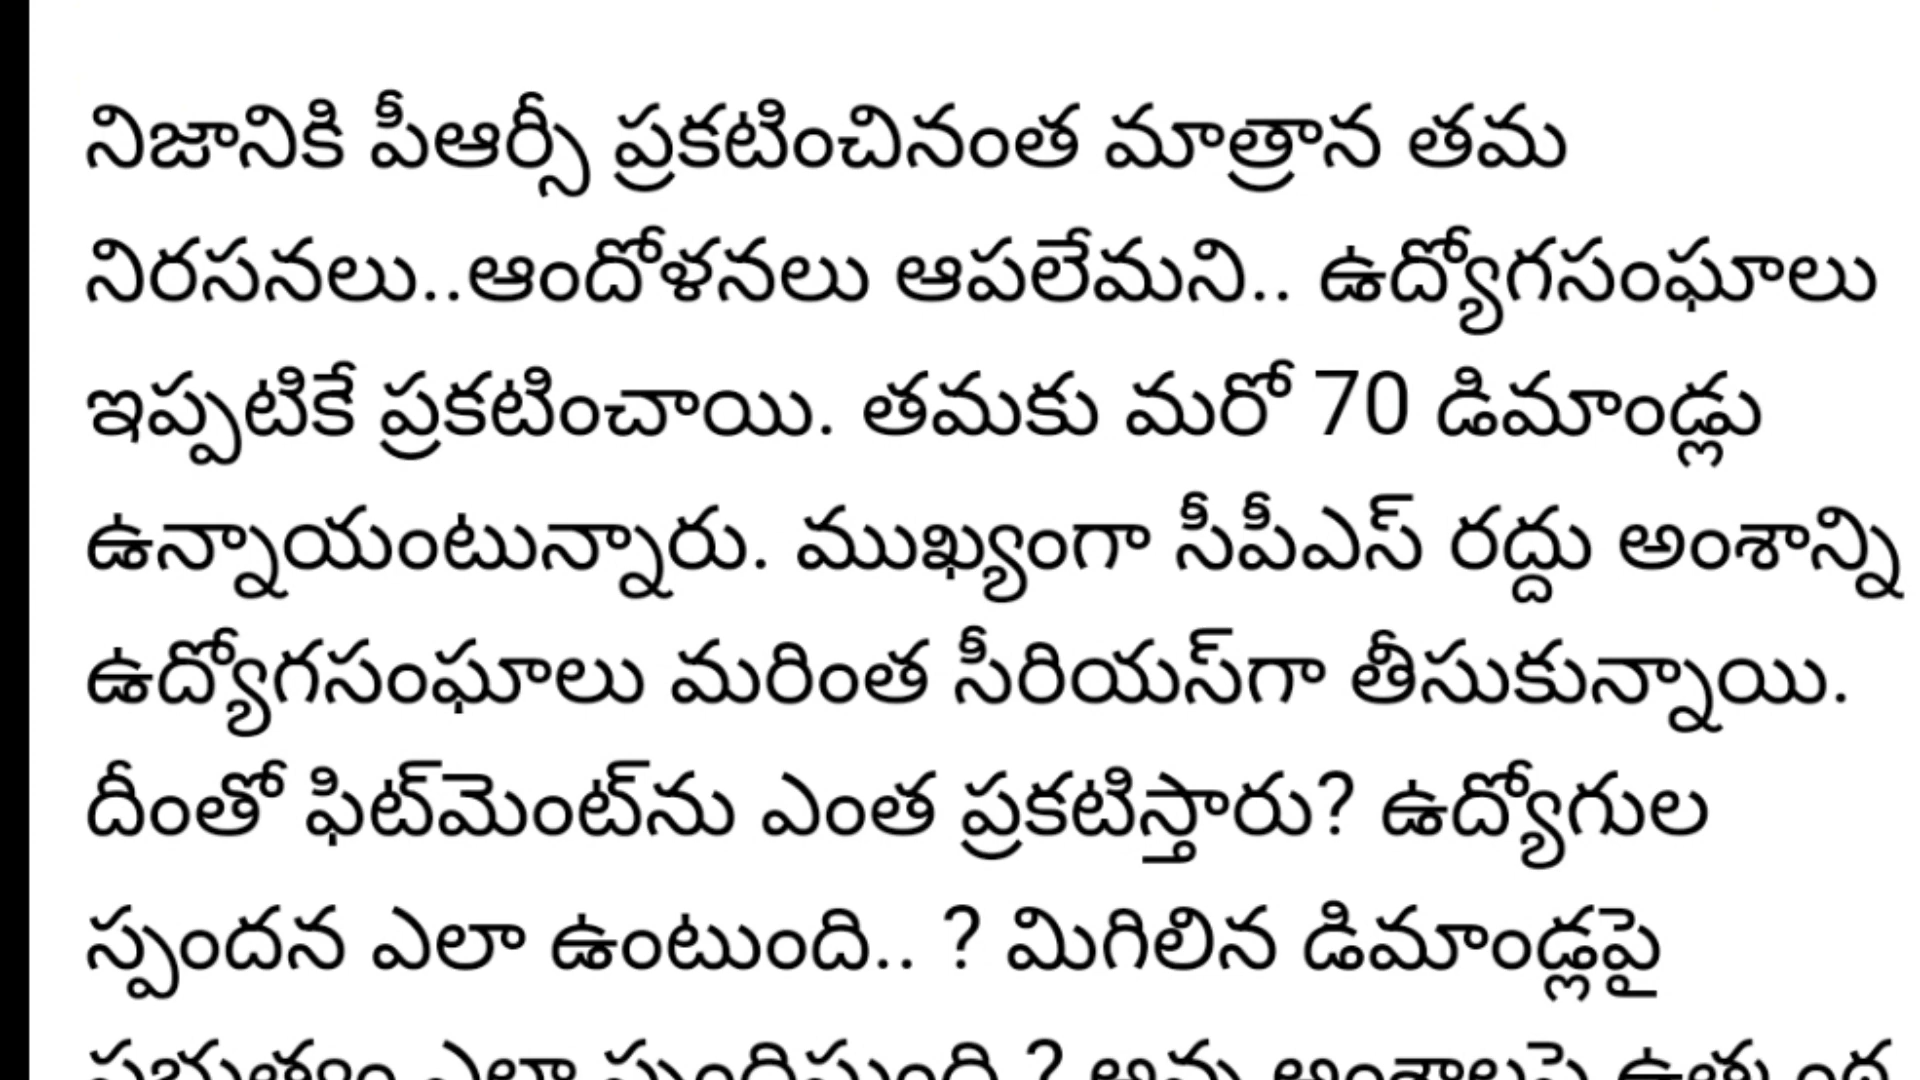 నిజానికి పీఆర్సీ ప్రకటించినంత మాత్రాన తమ
నిరసనలు..ఆందోళనలు ఆపలేమని.. ఉద్యోగసంఘాలు
ఇప్పటికే ప్రకటించాయి. తమకు మరో 70 డిమాండ్లు
ఉన్నాయంటున్నారు. ముఖ్యంగా సీపీఎస్ రద్దు అంశాన్ని
ఉద్యోగసంఘాలు మరింత సీరియస్‌గా తీసుకున్నాయి.
దీంతో ఫిట్‌మెంట్‌ను ఎంత ప్రకటిస్తారు? ఉద్యోగుల
స్పందన ఎలా ఉంటుంది.. ? మిగిలిన డిమాండ్లపై